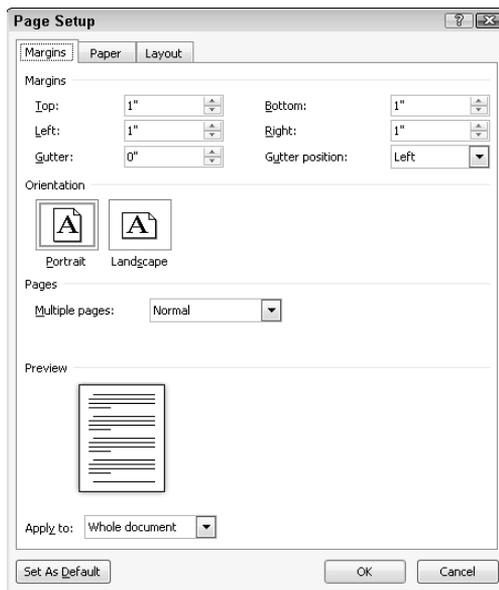 Page Setup
Margins Paper Layout
Margins
Top: 1" Bottom: 1"
Left: 1" Right: 1"
Gutter: 0" Gutter position: Left
Orientation
A A
Portrait Landscape
Pages
Multiple pages: Normal
Preview
Apply to: Whole document
Set As Default OK Cancel